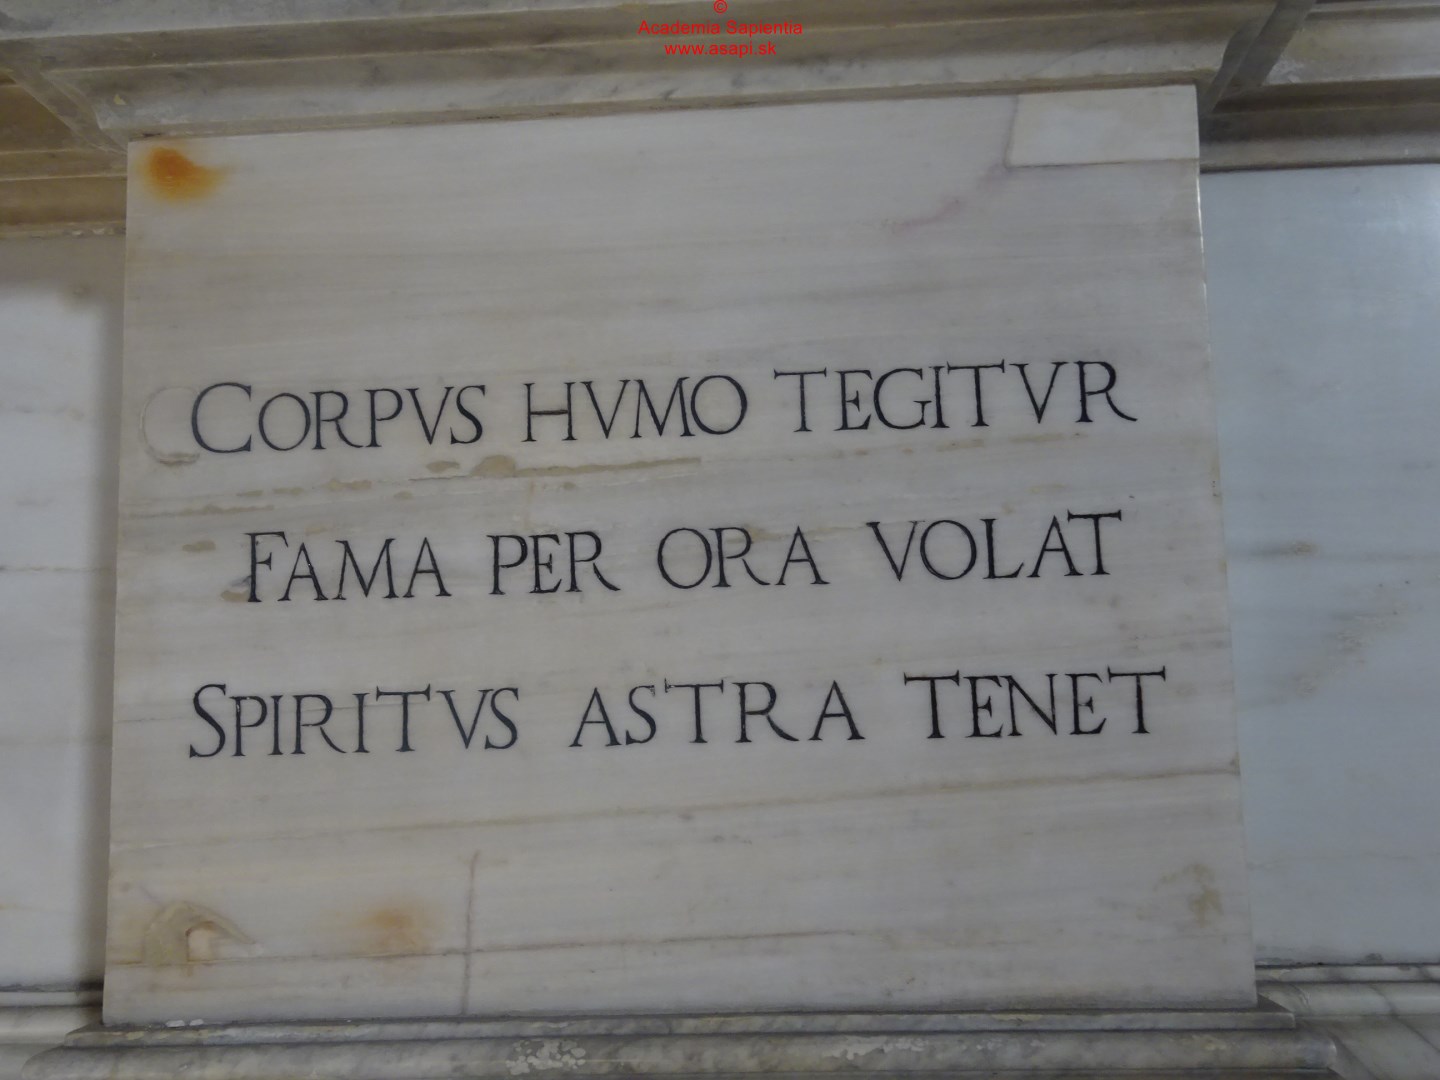 ©
Academia Sapientia
www.asapi.sk
CORPVS HVMO TEGITVR
FAMA PER ORA VOLAT
SPIRITVS ASTRA TENET